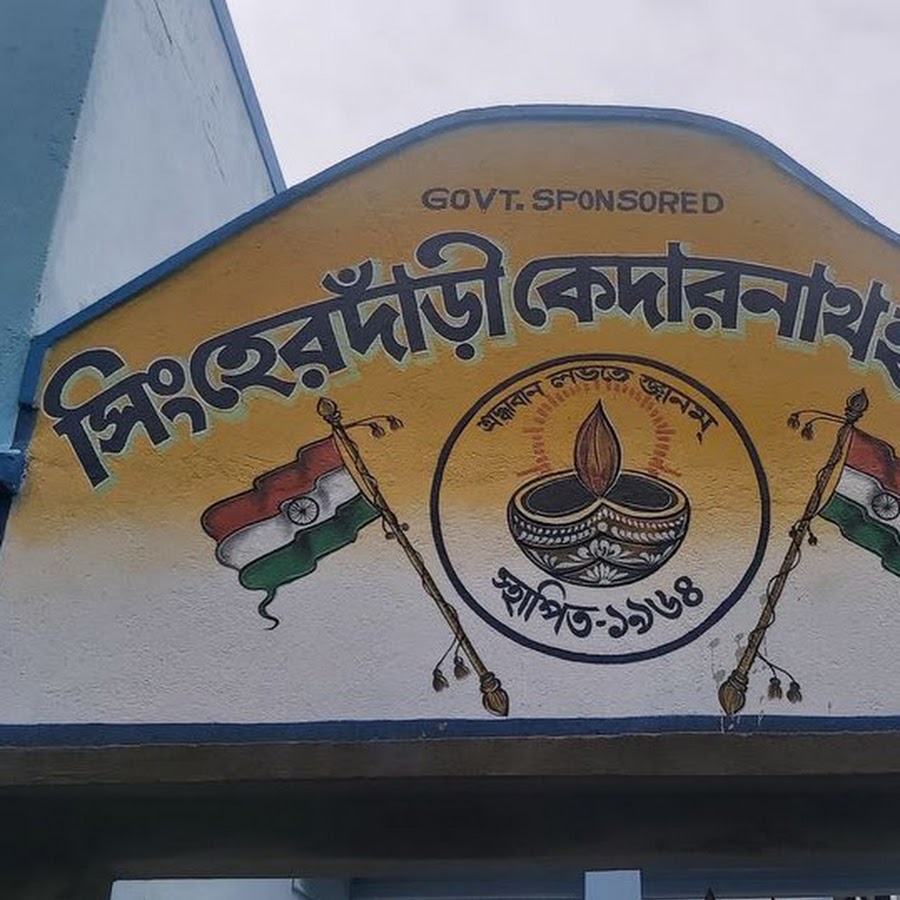 GOVT. SPONSORED
সিংহেরদাঁড়ী কেদারনাথ
শ্রদ্ধাবান লভতে জ্ঞানম্
স্থাপিত-১৯৬৪